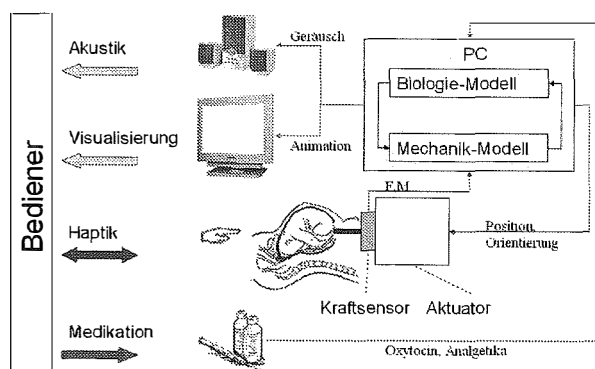 Bediener
Akustik
Visualisierung
Haptik
Medikation
Geräusch
Animation
PC
Biologie-Modell
Mechanik-Modell
F,M
Position,
Orientierung
Kraftsensor
Aktuator
Oxytocin, Analgetika